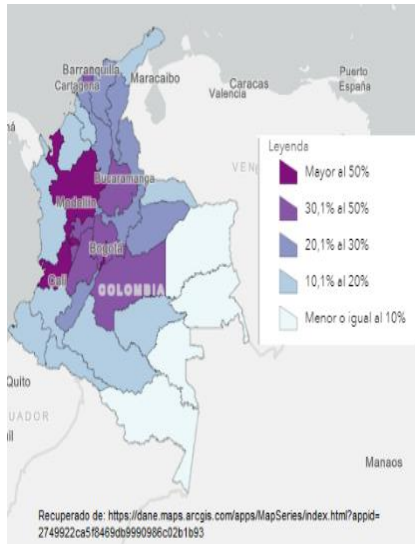 Barranquilla
Cartagena
Maracaibo
Caracas
Valencia
Puerto
España
Leyenda
Mayor al 50%
30,1% al 50%
20,1% al 30%
10,1% al 20%
Menor o igual al 10%
Bucaramanga
Medellín
Bogotá
Cali
COLOMBIA
Quito
UADOR
Manaos
Recuperado de: https://dane.maps.arcgis.com/apps/MapSeries/index.html?appid=
2749922ca5f8469db9990986c02b1b93